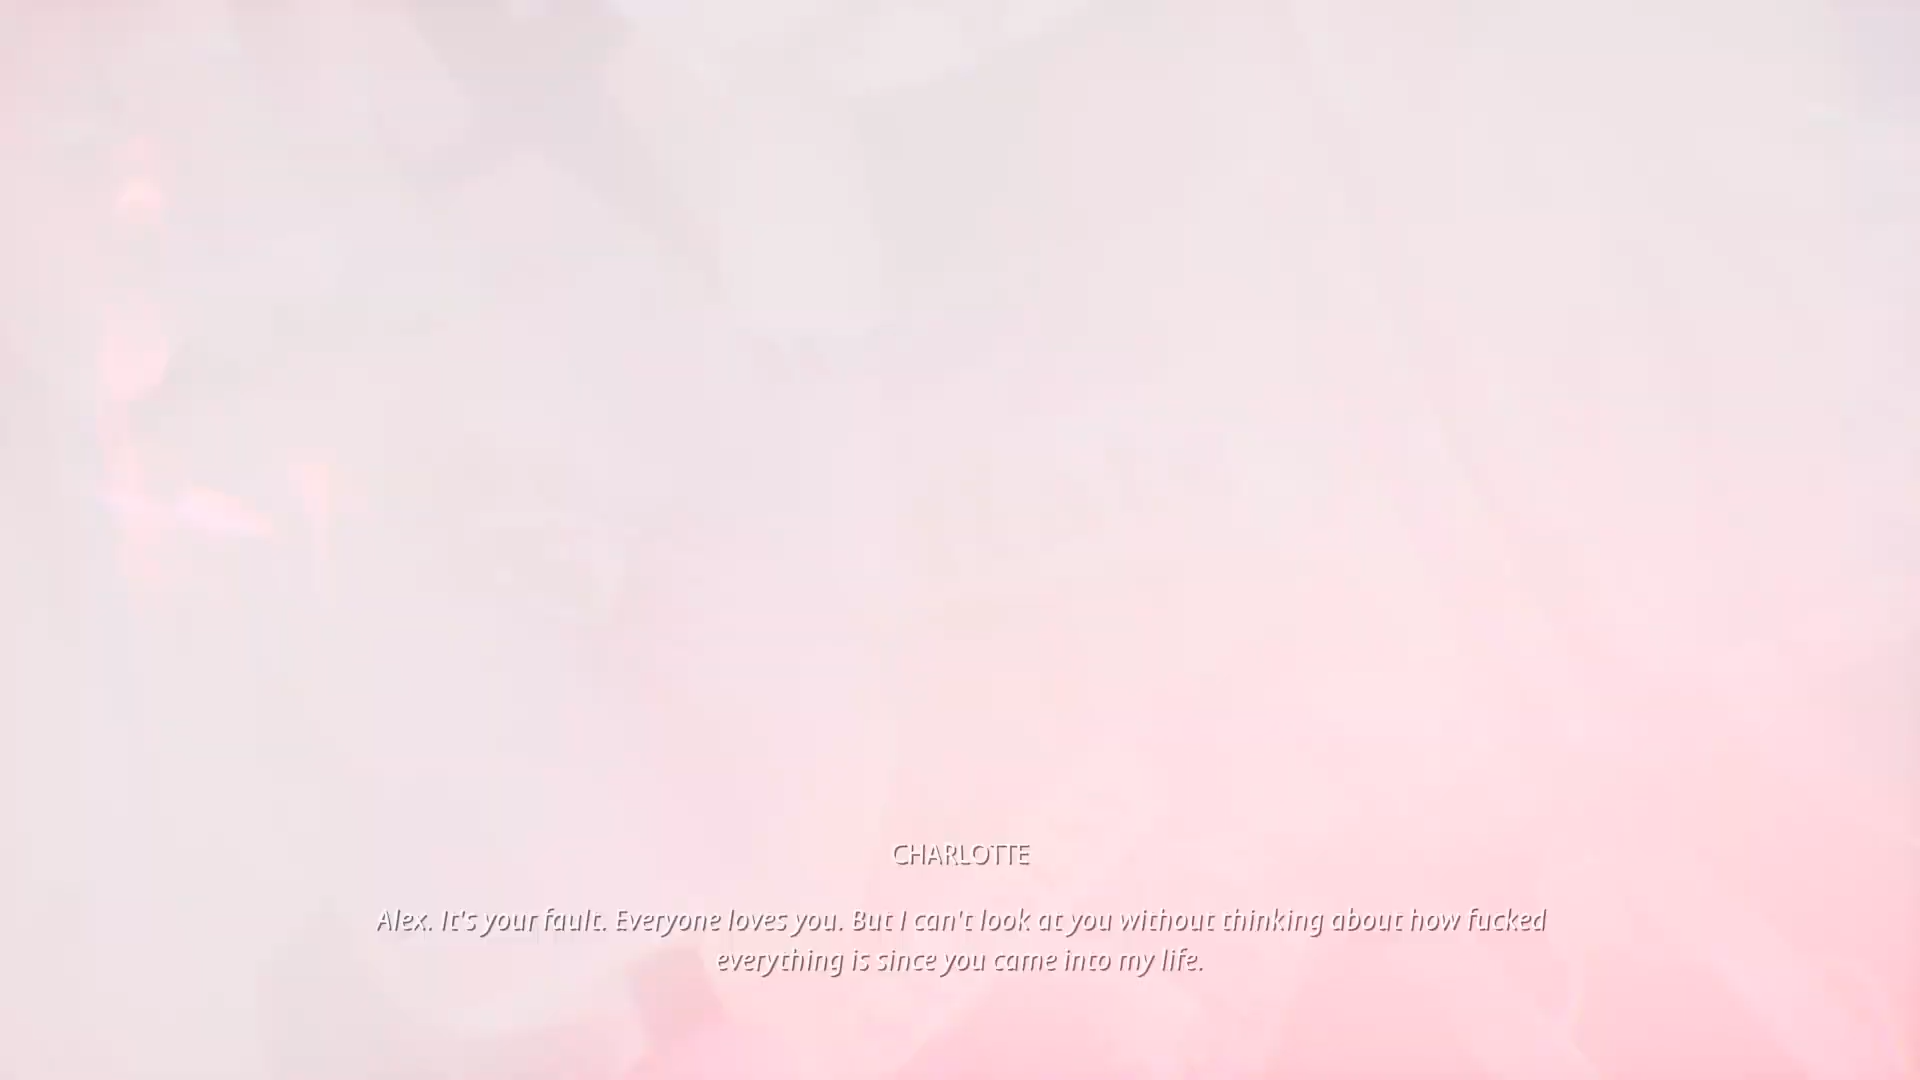 CHARLOTTE
Alex. It's your fault. Everyone loves you. But I can't look at you without thinking about how fucked
everything is since you came into my life.